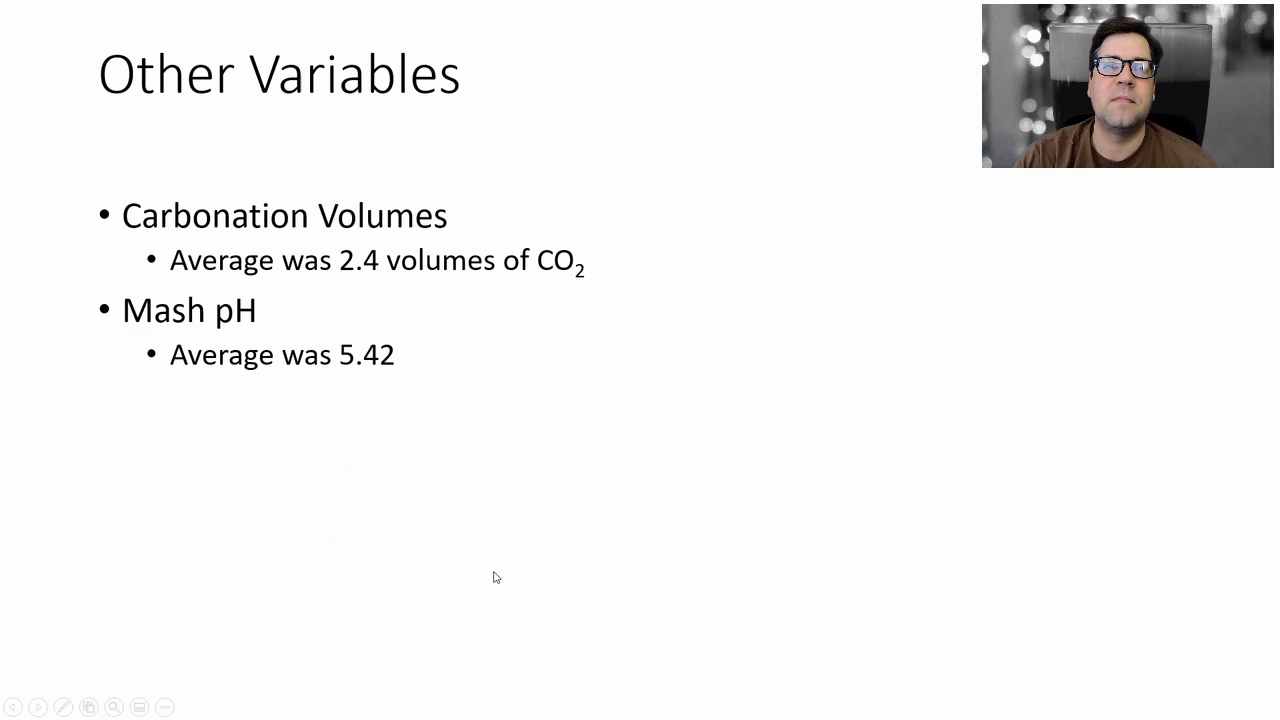 Other Variables
• Carbonation Volumes
• Average was 2.4 volumes of CO₂
• Mash pH
• Average was 5.42